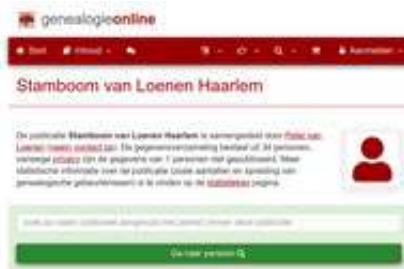 genealogieonline
Start Inhoud Aanmelden
Stamboom van Loenen Haarlem
De publicatie Stamboom van Loenen Haarlem is samengesteld door Peter van
Loenen (neem contact op). De gegevensverzameling bestaat uit 34 personen,
vanwege privacy zijn de gegevens van 1 personen niet gepubliceerd. Meer
statistische informatie over de publicatie (zoals aantallen en spreiding van
genealogische gebeurtenissen) is te vinden op de statistieken pagina.
Ga naar persoon